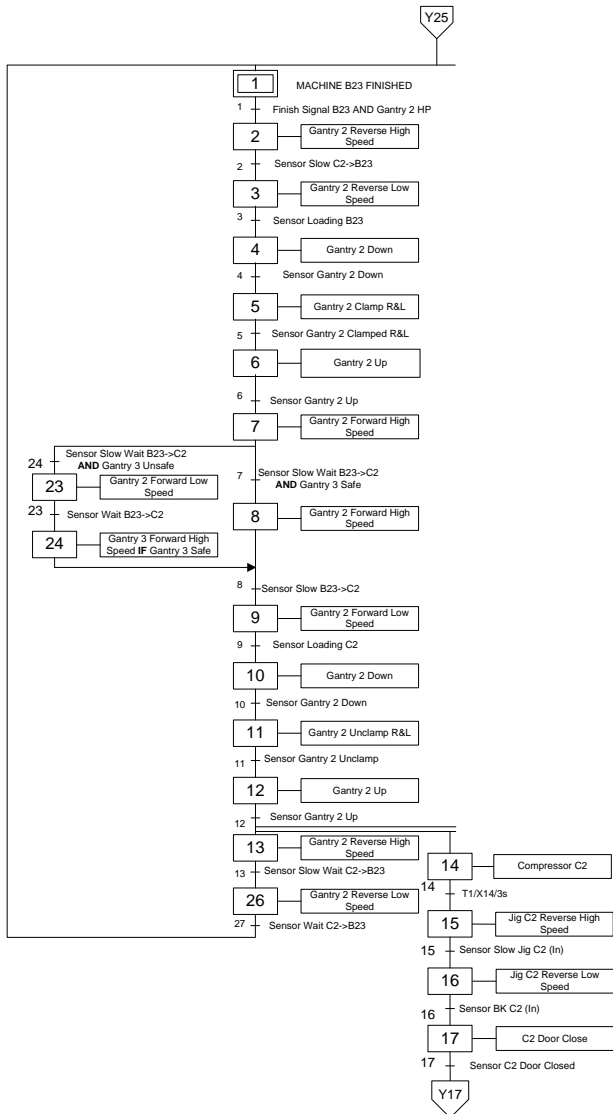 Y25
1
MACHINE B23 FINISHED
1
Finish Signal B23 AND Gantry 2 HP
2
Gantry 2 Reverse High
Speed
2
Sensor Slow C2->B23
3
Gantry 2 Reverse Low
Speed
3
Sensor Loading B23
4
Gantry 2 Down
4
Sensor Gantry 2 Down
5
Gantry 2 Clamp R&L
5
Sensor Gantry 2 Clamped R&L
6
Gantry 2 Up
6
Sensor Gantry 2 Up
7
Gantry 2 Forward High
Speed
24
Sensor Slow Wait B23->C2
AND Gantry 3 Unsafe
23
Gantry 2 Forward Low
Speed
23
Sensor Wait B23->C2
24
Gantry 3 Forward High
Speed IF Gantry 3 Safe
7
Sensor Slow Wait B23->C2
AND Gantry 3 Safe
8
Gantry 2 Forward High
Speed
8
Sensor Slow B23->C2
9
Gantry 2 Forward Low
Speed
9
Sensor Loading C2
10
Gantry 2 Down
10
Sensor Gantry 2 Down
11
Gantry 2 Unclamp R&L
11
Sensor Gantry 2 Unclamp
12
Gantry 2 Up
12
Sensor Gantry 2 Up
13
Gantry 2 Reverse High
Speed
13
Sensor Slow Wait C2->B23
26
Gantry 2 Reverse Low
Speed
27
Sensor Wait C2->B23
14
Compressor C2
14
T1/X14/3s
15
Jig C2 Reverse High
Speed
15
Sensor Slow Jig C2 (In)
16
Jig C2 Reverse Low
Speed
16
Sensor BK C2 (In)
17
C2 Door Close
17
Sensor C2 Door Closed
Y17